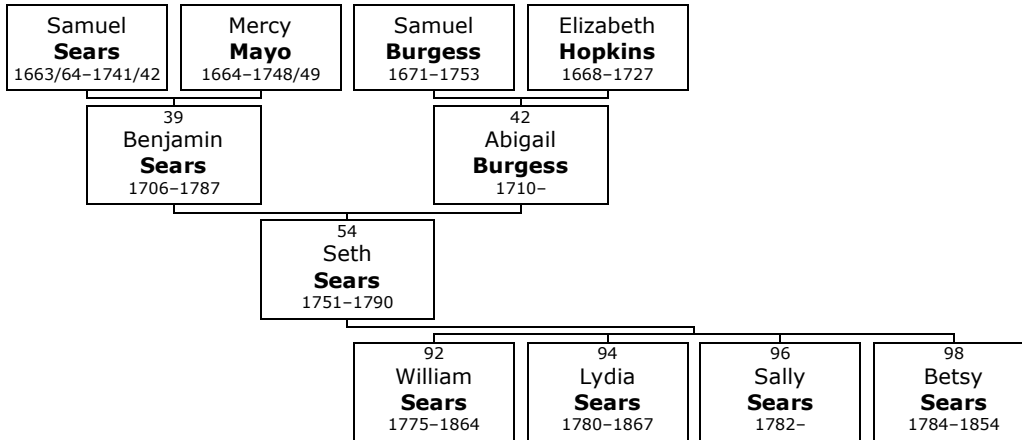 Samuel
Sears
1663/64–1741/42
Mercy
Mayo
1664–1748/49
Samuel
Burgess
1671–1753
Elizabeth
Hopkins
1668–1727
39
Benjamin
Sears
1706–1787
42
Abigail
Burgess
1710–
54
Seth
Sears
1751–1790
92
William
Sears
1775–1864
94
Lydia
Sears
1780–1867
96
Sally
Sears
1782–
98
Betsy
Sears
1784–1854